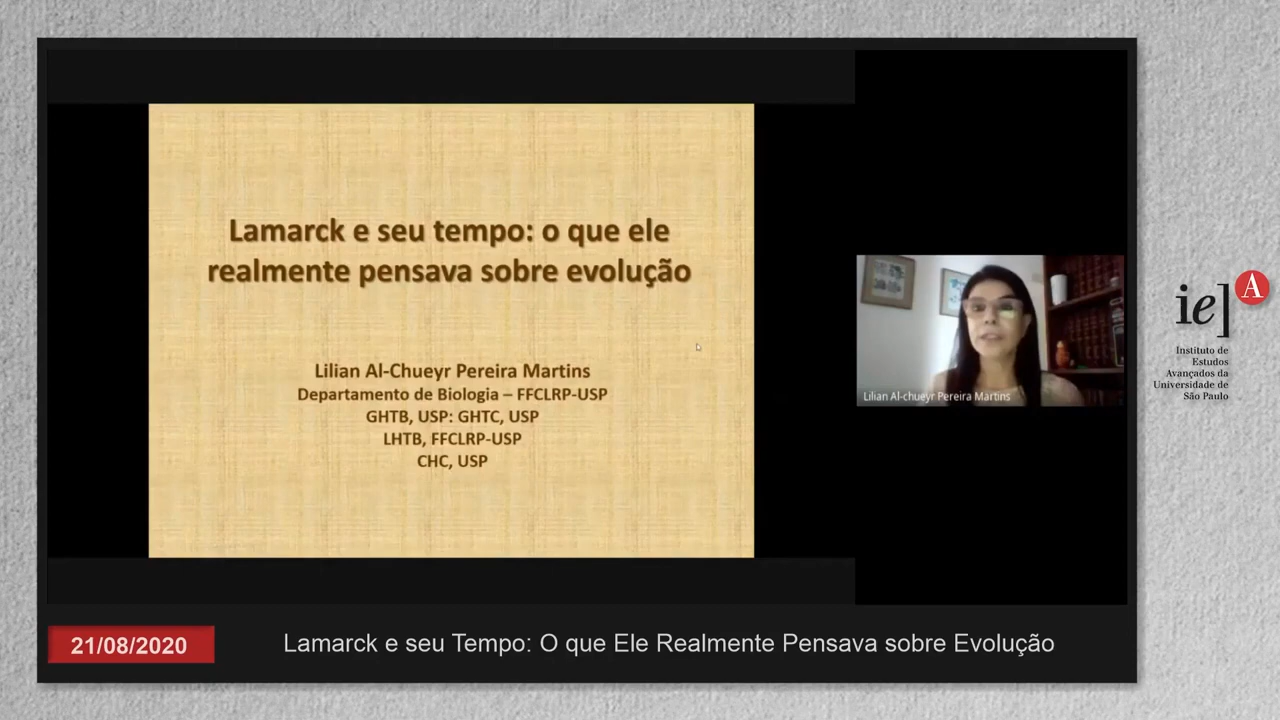 Lamarck e seu tempo: o que ele
realmente pensava sobre evolução
Lilian Al-Chueyr Pereira Martins
Departamento de Biologia – FFCLRP-USP
GHTB, USP: GHTC, USP
LHTB, FFCLRP-USP
CHC, USP
Lilian Al-chueyr Pereira Martins
iea]
A
Instituto de
Estudos
Avançados da
Universidade de
São Paulo
21/08/2020
Lamarck e seu Tempo: O que Ele Realmente Pensava sobre Evolução